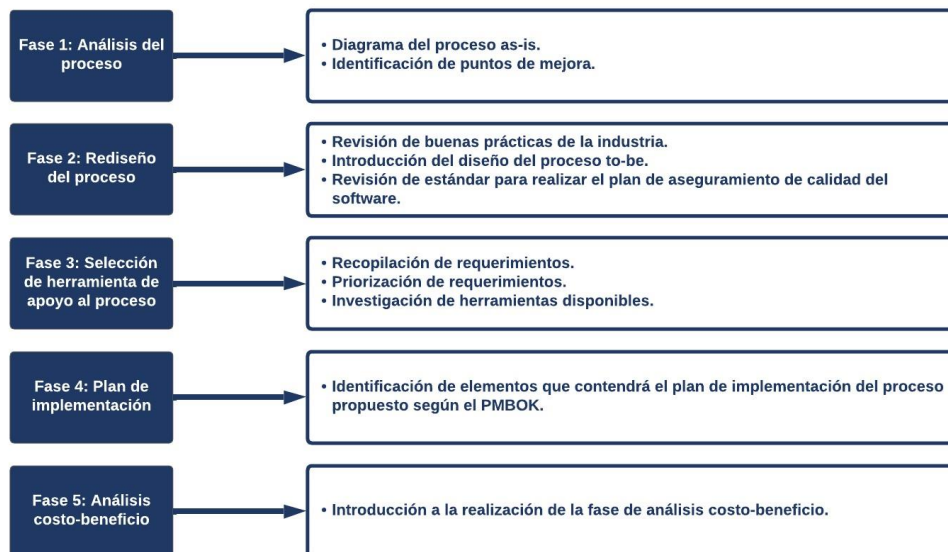 Fase 1: Análisis del
proceso
• Diagrama del proceso as-is.
• Identificación de puntos de mejora.
Fase 2: Rediseño
del proceso
• Revisión de buenas prácticas de la industria.
• Introducción del diseño del proceso to-be.
• Revisión de estándar para realizar el plan de aseguramiento de calidad del
software.
Fase 3: Selección
de herramienta de
apoyo al proceso
• Recopilación de requerimientos.
• Priorización de requerimientos.
• Investigación de herramientas disponibles.
Fase 4: Plan de
implementación
• Identificación de elementos que contendrá el plan de implementación del proceso
propuesto según el PMBOK.
Fase 5: Análisis
costo-beneficio
• Introducción a la realización de la fase de análisis costo-beneficio.